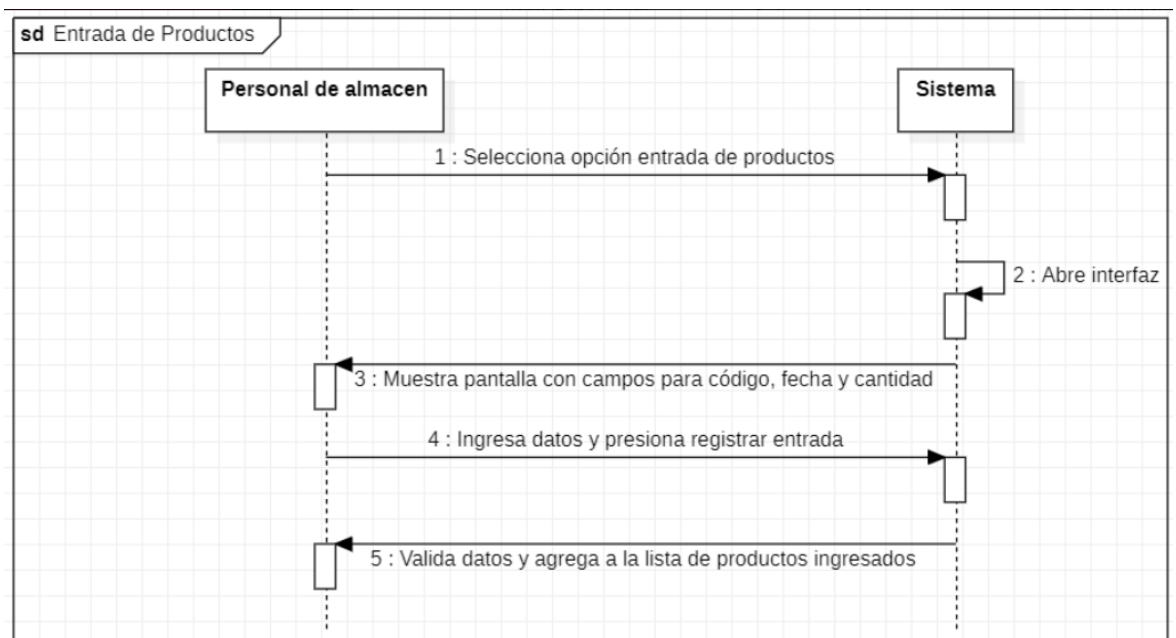 sd Entrada de Productos
Personal de almacen
Sistema
1 : Selecciona opción entrada de productos
2 : Abre interfaz
3 : Muestra pantalla con campos para código, fecha y cantidad
4 : Ingresa datos y presiona registrar entrada
5 : Valida datos y agrega a la lista de productos ingresados